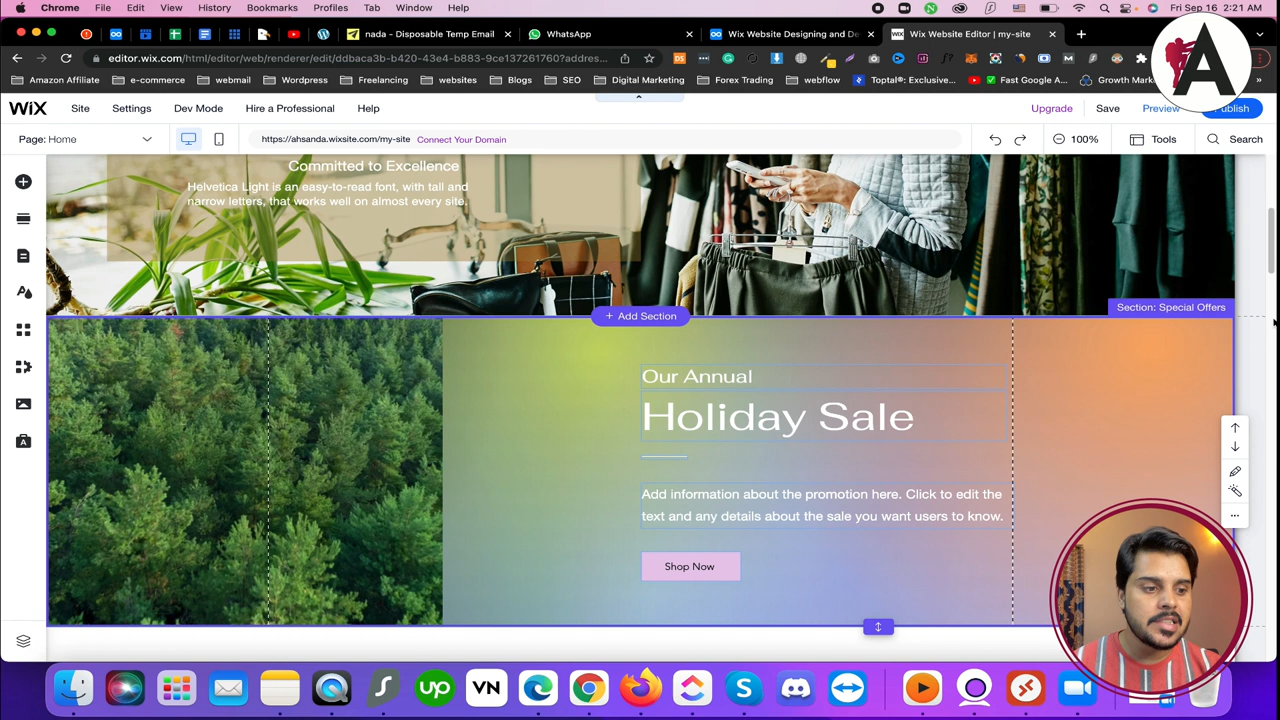 Chrome File Edit View History Bookmarks Profiles Tab Window Help Fri Sep 16 2:21 AM
nada - Disposable Temp Email WhatsApp Wix Website Designing and De Wix Website Editor | my-site
editor.wix.com/html/editor/web/renderer/edit/ddbaca3b-b420-43e4-b883-9ce137261760?addres...
Amazon Affiliate e-commerce webmail Freelancing websites Blogs SEO Digital Marketing Forex Trading webflow Toptal®: Exclusive... Fast Google A... Growth Mark
WiX Site Settings Dev Mode Hire a Professional Help Upgrade Save Preview Publish
Page: Home https://ahsanda.wixsite.com/my-site Connect Your Domain 100% Tools Search
Committed to Excellence
Helvetica Light is an easy-to-read font, with tall and
narrow letters, that works well on almost every site.
Section: Special Offers
+ Add Section
Our Annual
Holiday Sale
Add information about the promotion here. Click to edit the
text and any details about the sale you want users to know.
Shop Now
A
up
VN